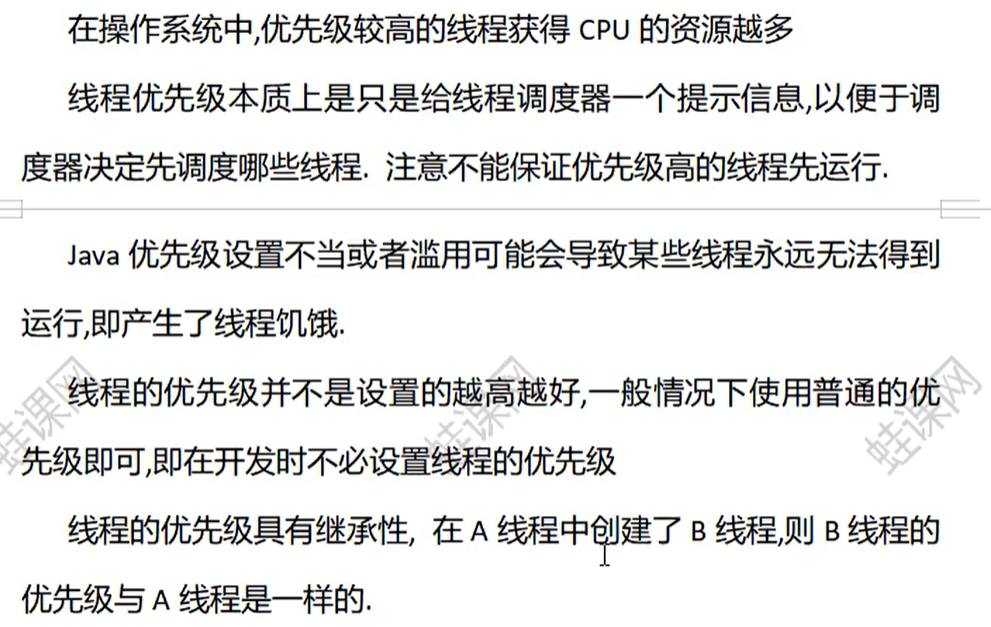 在操作系统中,优先级较高的线程获得 CPU 的资源越多
线程优先级本质上是只是给线程调度器一个提示信息,以便于调
度器决定先调度哪些线程. 注意不能保证优先级高的线程先运行.
Java 优先级设置不当或者滥用可能会导致某些线程永远无法得到
运行,即产生了线程饥饿.
线程的优先级并不是设置的越高越好,一般情况下使用普通的优
先级即可,即在开发时不必设置线程的优先级
线程的优先级具有继承性, 在 A 线程中创建了 B 线程,则 B 线程的
优先级与 A 线程是一样的.
蛙课网
蛙课网
蛙课网